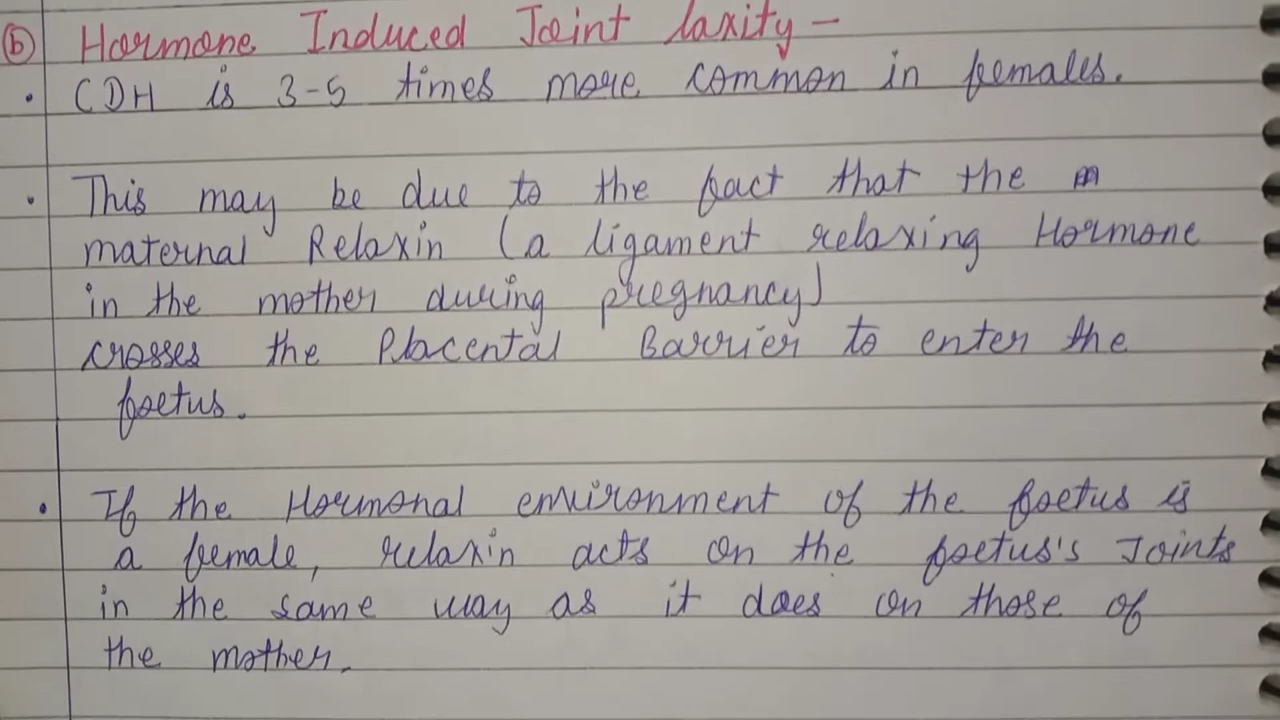 (b) Hormone Induced Joint laxity -
• CDH is 3-5 times more common in females.
• This may be due to the fact that the m
maternal Relaxin (a ligament relaxing Hormone
in the mother during pregnancy)
crosses the Placental Barrier to enter the
foetus.
• If the Hormonal environment of the foetus is
a female, relaxin acts on the foetus's Joints
in the same way as it does on those of
the mother.